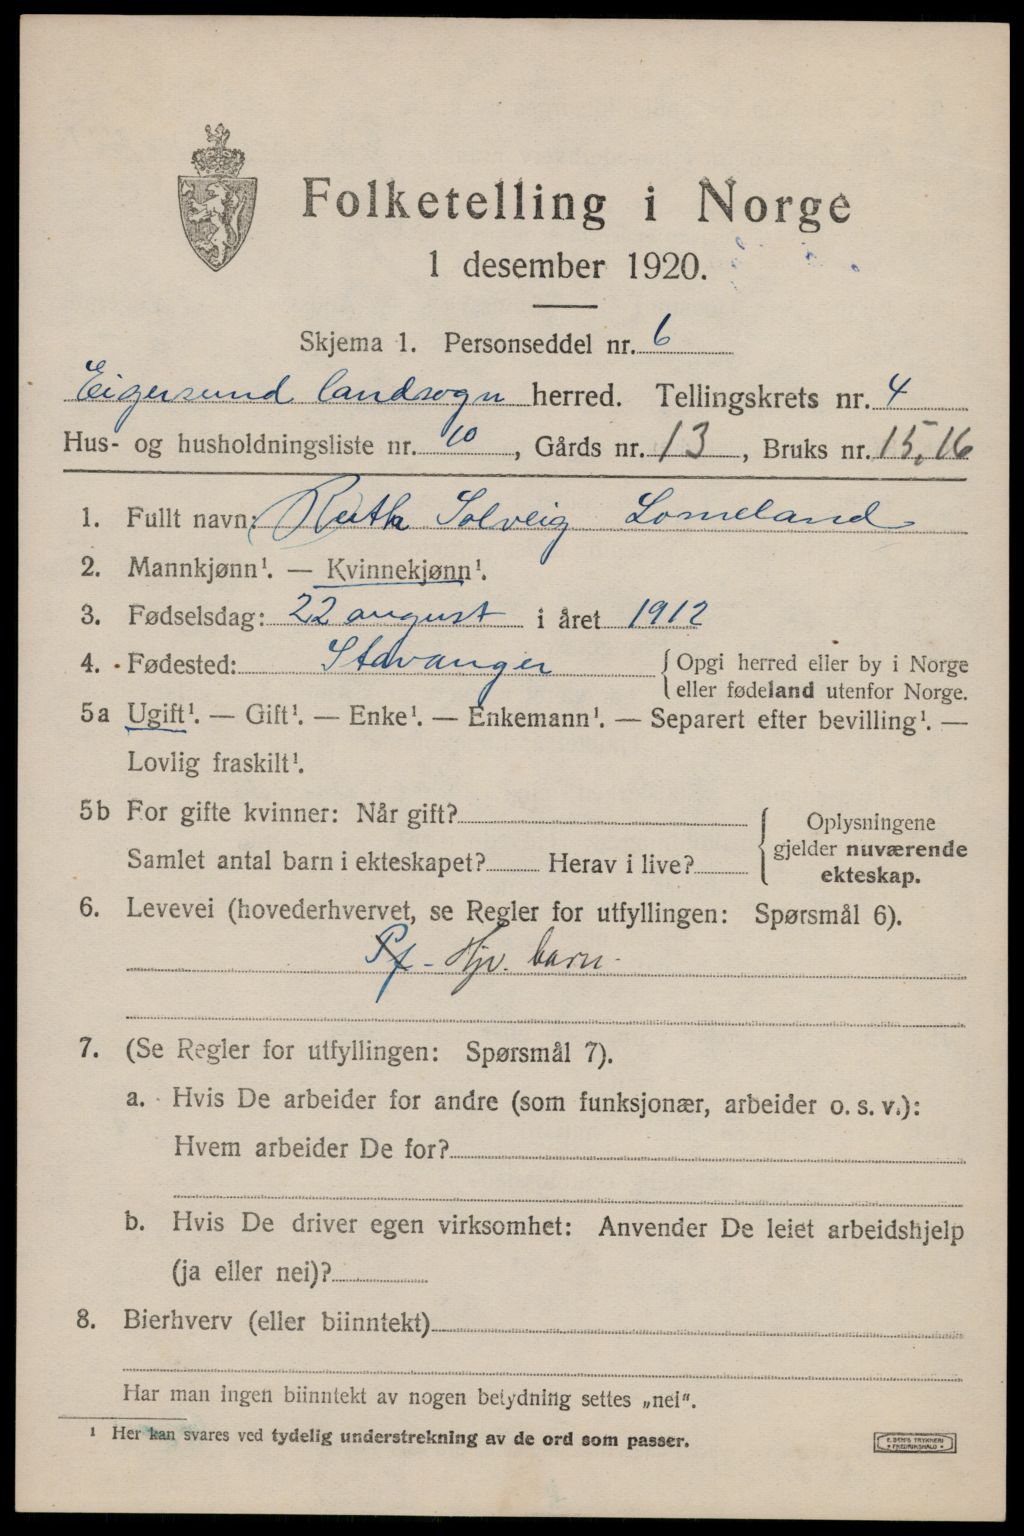 Folketelling i Norge
1 desember 1920.
Skjema 1. Personseddel nr. 6
Eigersund landsogn herred. Tellingskrets nr. 4
Hus- og husholdningsliste nr. 10, Gårds nr. 13, Bruks nr. 15,16
1. Fullt navn: Ruth Solveig Lomeland
2. Mannkjønn¹. — Kvinnekjønn¹.
3. Fødselsdag: 22 august i året 1912
4. Fødested: Stavanger { Opgi herred eller by i Norge
eller fødeland utenfor Norge.
5a Ugift¹. — Gift¹. — Enke¹. — Enkemann¹. — Separert efter bevilling¹. —
Lovlig fraskilt¹.
5b For gifte kvinner: Når gift?
Samlet antal barn i ekteskapet? Herav i live?
{ Oplysningene
gjelder nuværende
ekteskap.
6. Levevei (hovederhvervet, se Regler for utfyllingen: Spørsmål 6).
Pf - Hjv. barn -
7. (Se Regler for utfyllingen: Spørsmål 7).
a. Hvis De arbeider for andre (som funksjonær, arbeider o. s. v.):
Hvem arbeider De for?
b. Hvis De driver egen virksomhet: Anvender De leiet arbeidshjelp
(ja eller nei)?
8. Bierhverv (eller biinntekt)
Har man ingen biinntekt av nogen betydning settes „nei“.
¹ Her kan svares ved tydelig understrekning av de ord som passer.
E. SEM'S TRYKKERI
• FREDRIKSHALD •